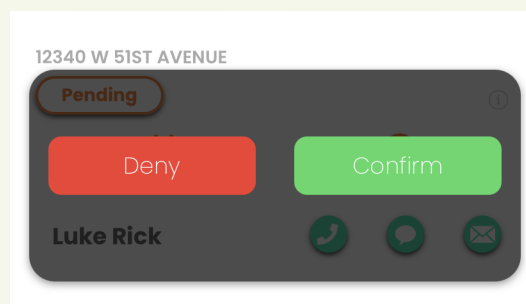 12340 W 51ST AVENUE
Pending
Deny
Confirm
Luke Rick